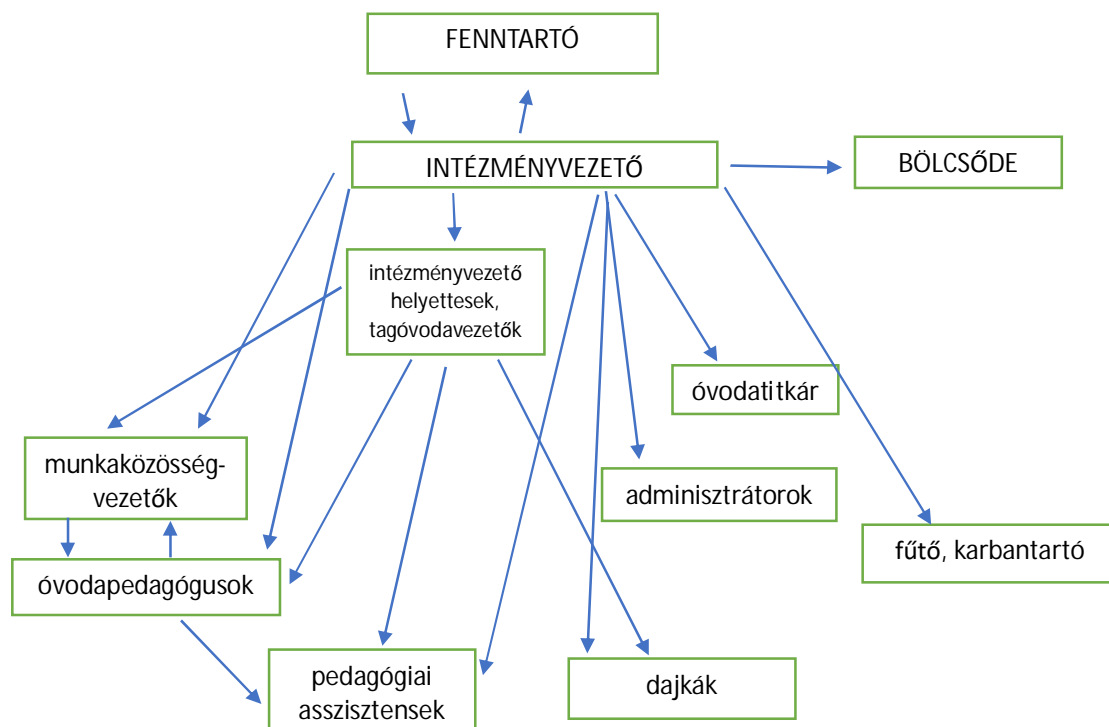 FENNTARTÓ
INTÉZMÉNYVEZETŐ
BÖLCSŐDE
intézményvezető
helyettesek,
tagóvodavezetők
óvodatitkár
munkaközösség-
vezetők
adminisztrátorok
fűtő, karbantartó
óvodapedagógusok
pedagógiai
asszisztensek
dajkák